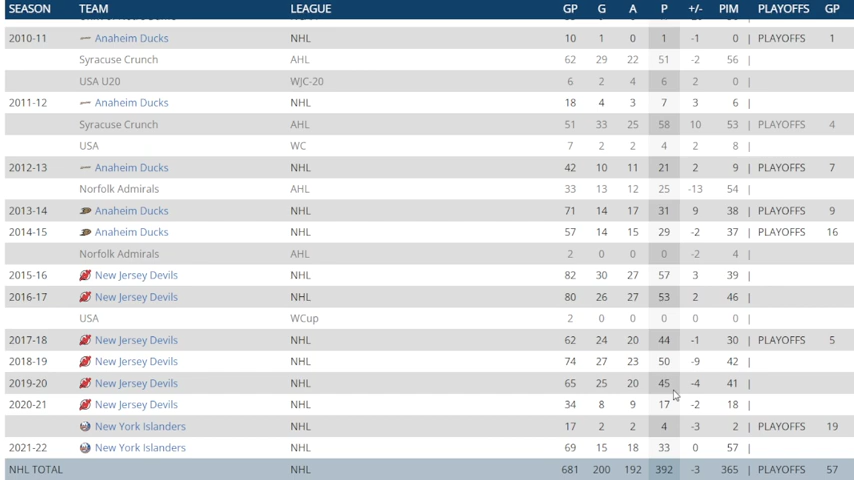 SEASON TEAM LEAGUE GP G A P +/- PIM PLAYOFFS GP
2010-11 Anaheim Ducks NHL 10 1 0 1 -1 0 | PLAYOFFS 1
Syracuse Crunch AHL 62 29 22 51 -2 56 |
USA U20 WJC-20 6 2 4 6 2 0 |
2011-12 Anaheim Ducks NHL 18 4 3 7 3 6 |
Syracuse Crunch AHL 51 33 25 58 10 53 | PLAYOFFS 4
USA WC 7 2 2 4 2 8 |
2012-13 Anaheim Ducks NHL 42 10 11 21 2 9 | PLAYOFFS 7
Norfolk Admirals AHL 33 13 12 25 -13 54 |
2013-14 Anaheim Ducks NHL 71 14 17 31 9 38 | PLAYOFFS 9
2014-15 Anaheim Ducks NHL 57 14 15 29 -2 37 | PLAYOFFS 16
Norfolk Admirals AHL 2 0 0 0 -2 4 |
2015-16 New Jersey Devils NHL 82 30 27 57 3 39 |
2016-17 New Jersey Devils NHL 80 26 27 53 2 46 |
USA WCup 2 0 0 0 0 0 |
2017-18 New Jersey Devils NHL 62 24 20 44 -1 30 | PLAYOFFS 5
2018-19 New Jersey Devils NHL 74 27 23 50 -9 42 |
2019-20 New Jersey Devils NHL 65 25 20 45 -4 41 |
2020-21 New Jersey Devils NHL 34 8 9 17 -2 18 |
New York Islanders NHL 17 2 2 4 -3 2 | PLAYOFFS 19
2021-22 New York Islanders NHL 69 15 18 33 0 57 |
NHL TOTAL NHL 681 200 192 392 -3 365 | PLAYOFFS 57